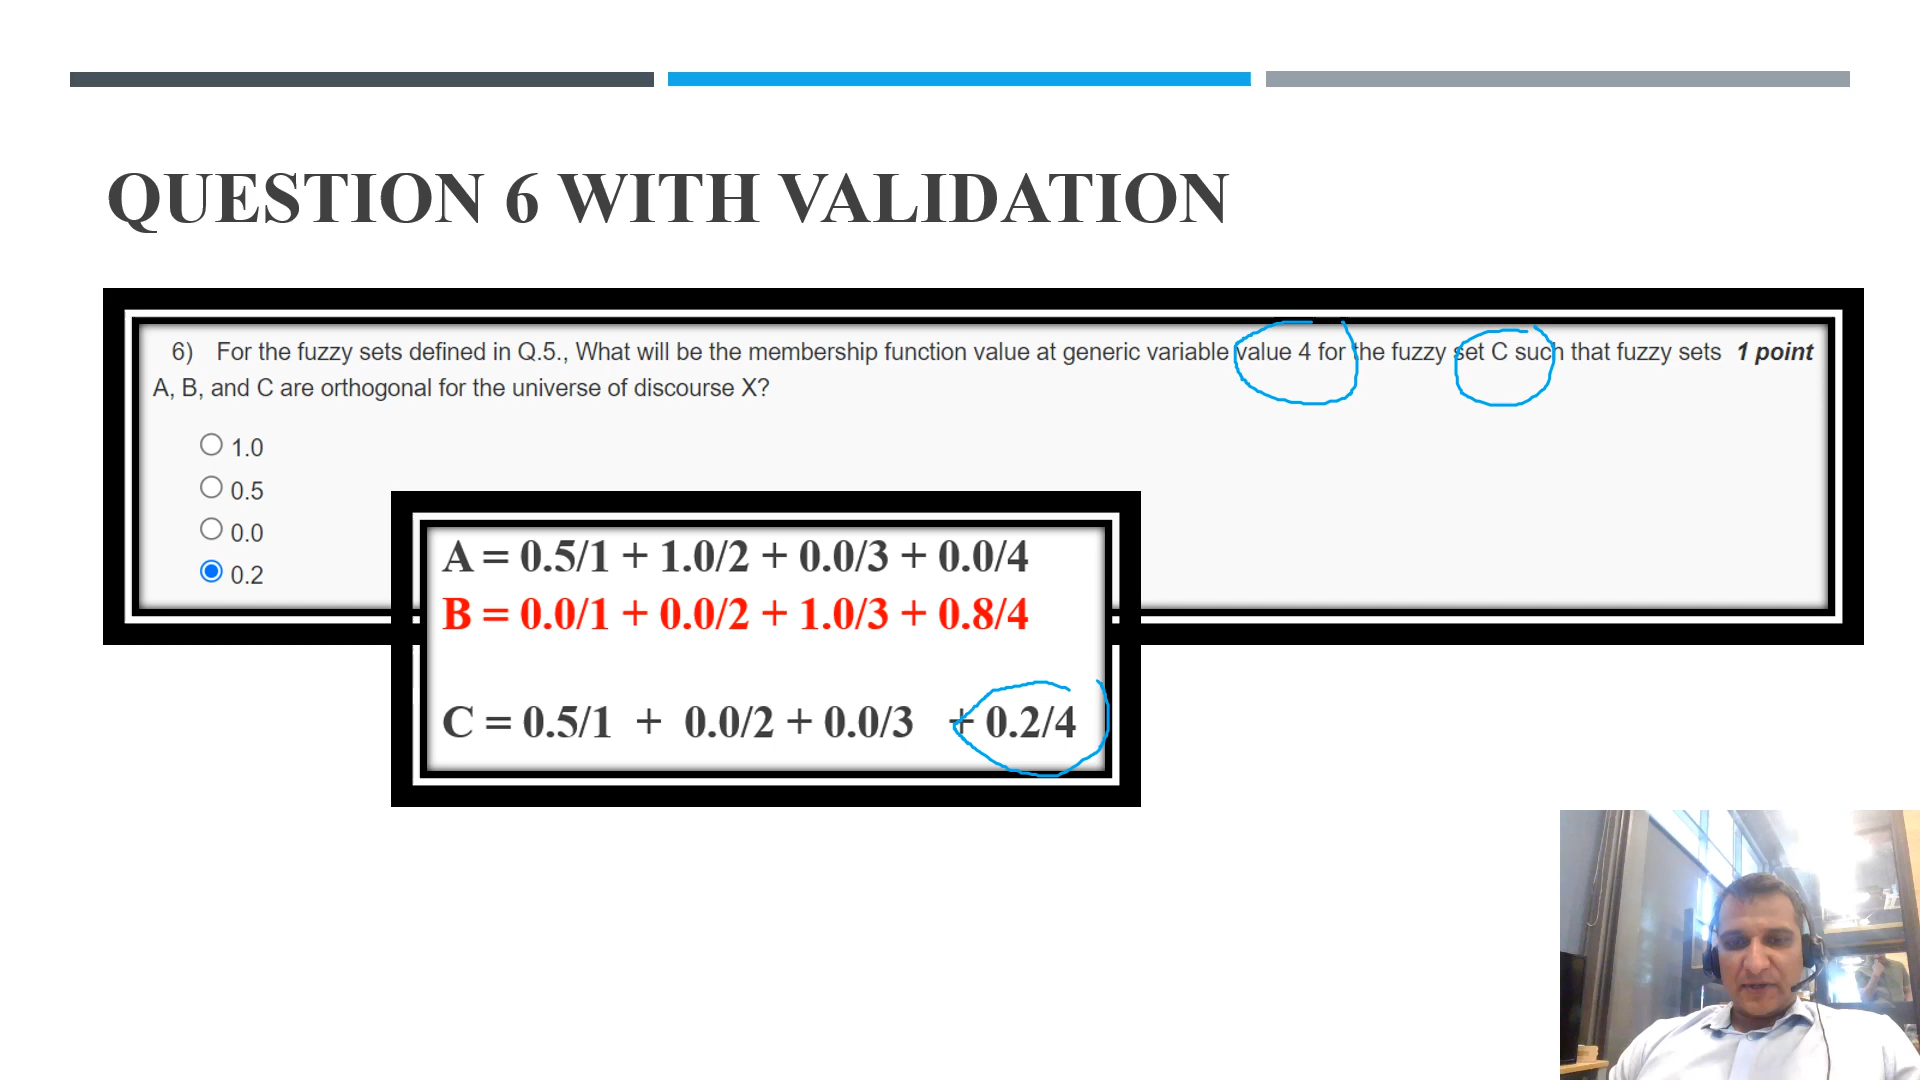 QUESTION 6 WITH VALIDATION
6) For the fuzzy sets defined in Q.5., What will be the membership function value at generic variable value 4 for the fuzzy set C such that fuzzy sets 1 point
A, B, and C are orthogonal for the universe of discourse X?
1.0
0.5
0.0
0.2
A = 0.5/1 + 1.0/2 + 0.0/3 + 0.0/4
B = 0.0/1 + 0.0/2 + 1.0/3 + 0.8/4
C = 0.5/1 + 0.0/2 + 0.0/3 + 0.2/4